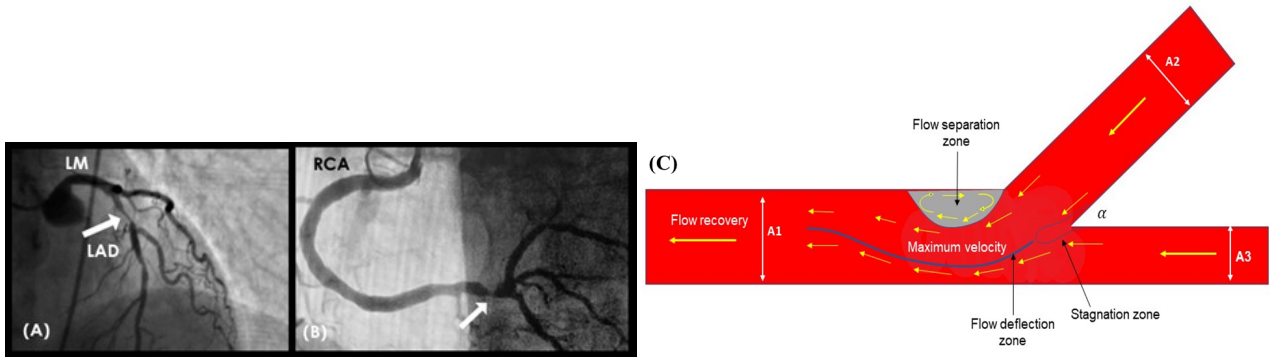 LM
LAD
(A)
RCA
(B)
(C)
Flow separation
zone
A2
α
Flow recovery
A1
Maximum velocity
A3
Flow deflection
zone
Stagnation zone